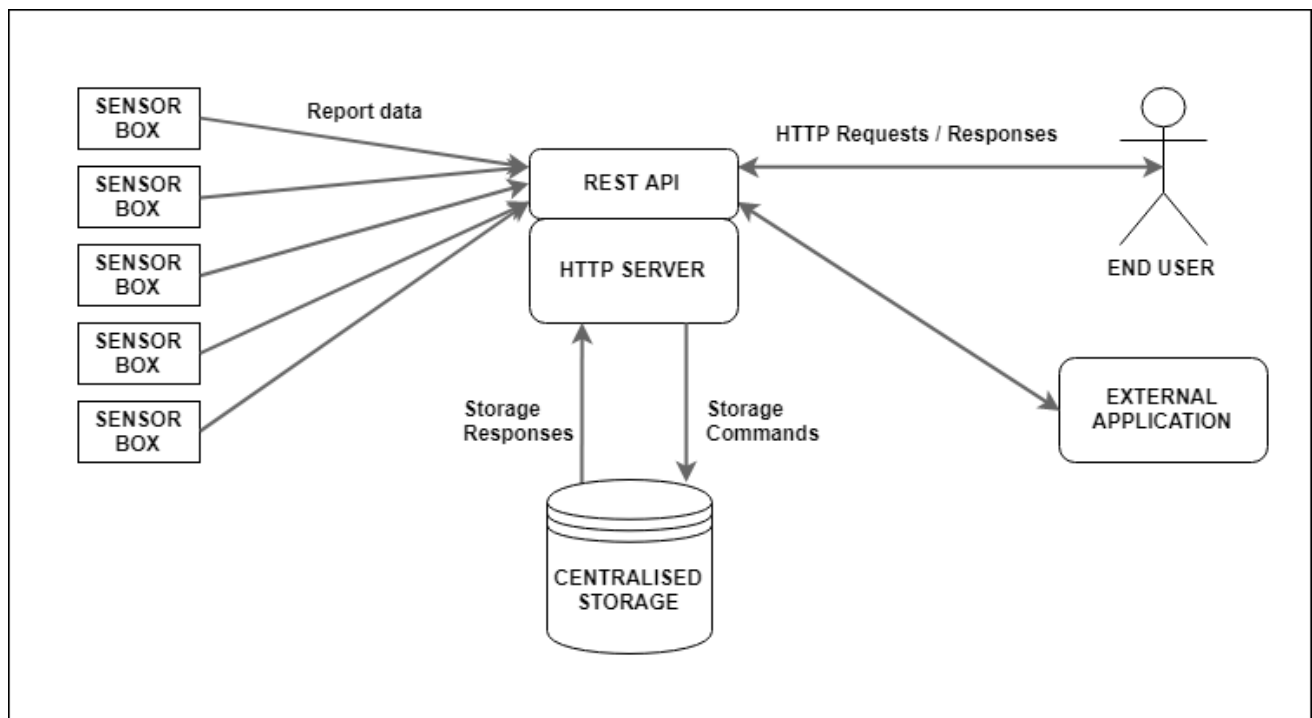 SENSOR
BOX
Report data
SENSOR
BOX
SENSOR
BOX
SENSOR
BOX
SENSOR
BOX
REST API
HTTP SERVER
HTTP Requests / Responses
END USER
EXTERNAL
APPLICATION
Storage
Responses
Storage
Commands
CENTRALISED
STORAGE